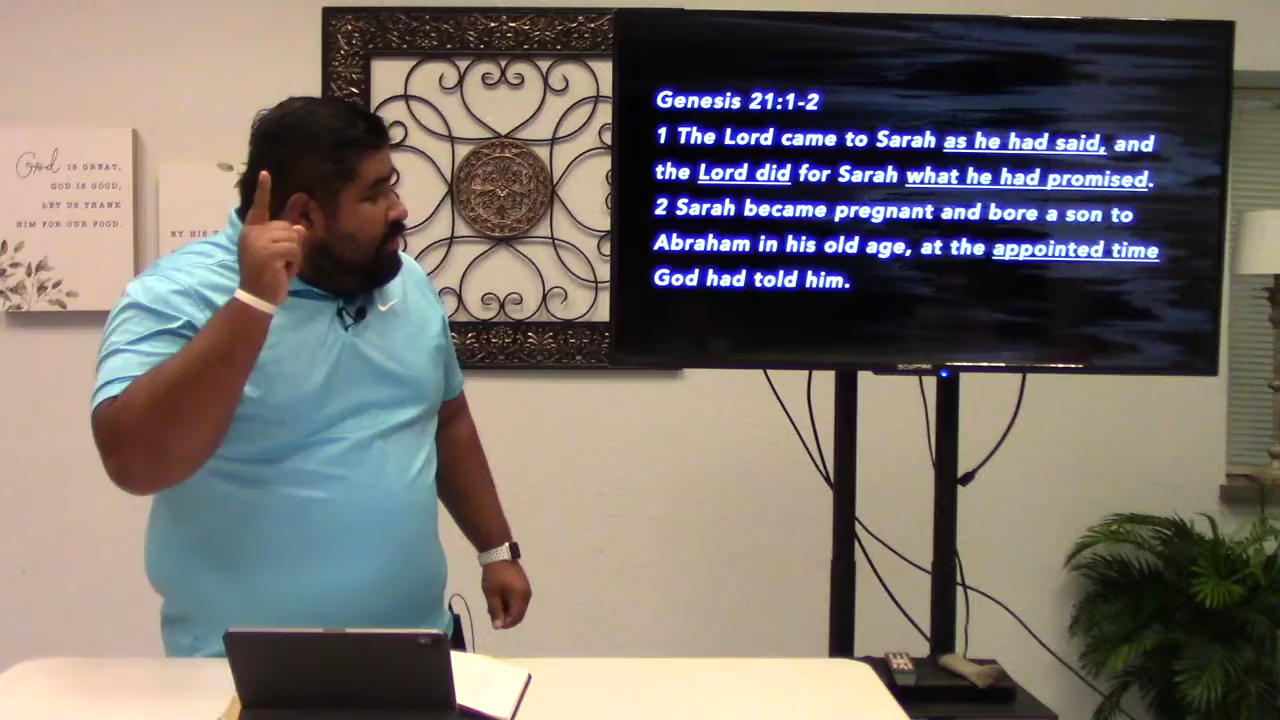 God IS GREAT,
GOD IS GOOD,
LET US THANK
HIM FOR OUR FOOD.
BY HIS
Genesis 21:1-2
1 The Lord came to Sarah as he had said, and
the Lord did for Sarah what he had promised.
2 Sarah became pregnant and bore a son to
Abraham in his old age, at the appointed time
God had told him.
SCEPTRE